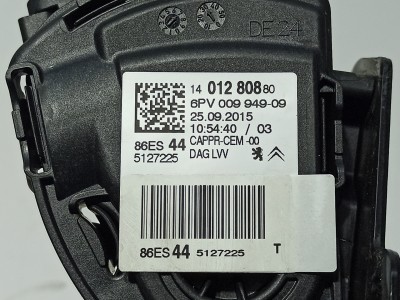 DE 24
14 012 808 80
6PV 009 949-09
25.09.2015
10:54:40 / 03
86ES 44 CAPPR-CEM -00
5127225 DAG LVV
86ES 44 5127225 T